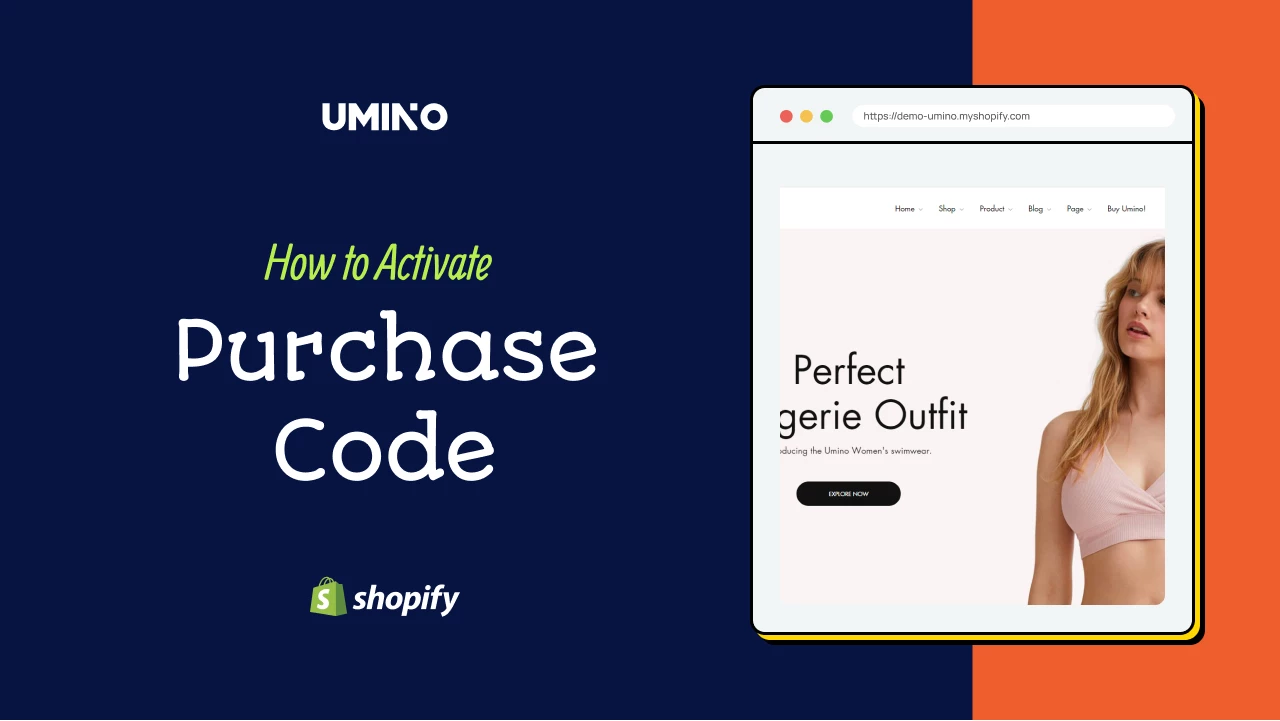 UMINO
How to Activate
Purchase
Code
shopify
https://demo-umino.myshopify.com
Home Shop Product Blog Page Buy Umino!
Perfect
gerie Outfit
ducing the Umino Women's swimwear.
EXPLORE NOW